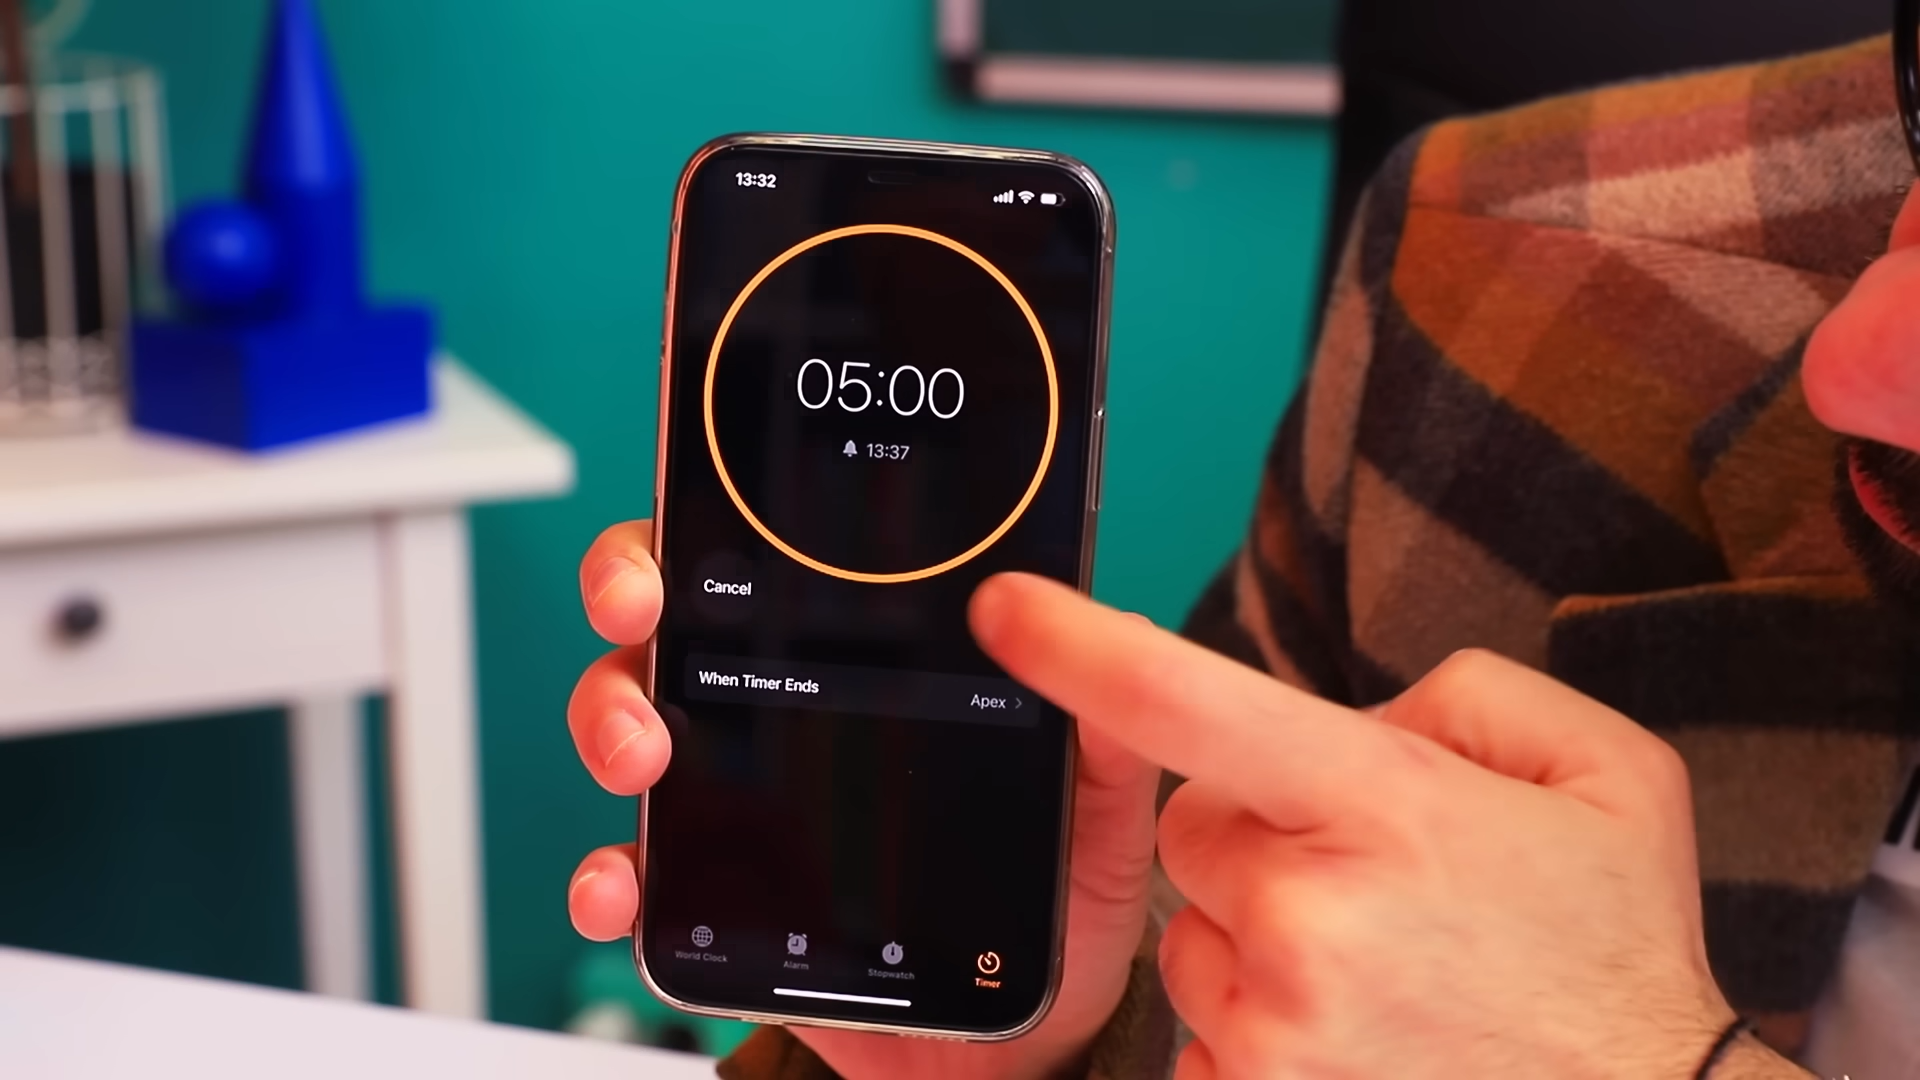 13:32
05:00
13:37
Cancel
When Timer Ends
Apex
World Clock
Alarm
Stopwatch
Timer